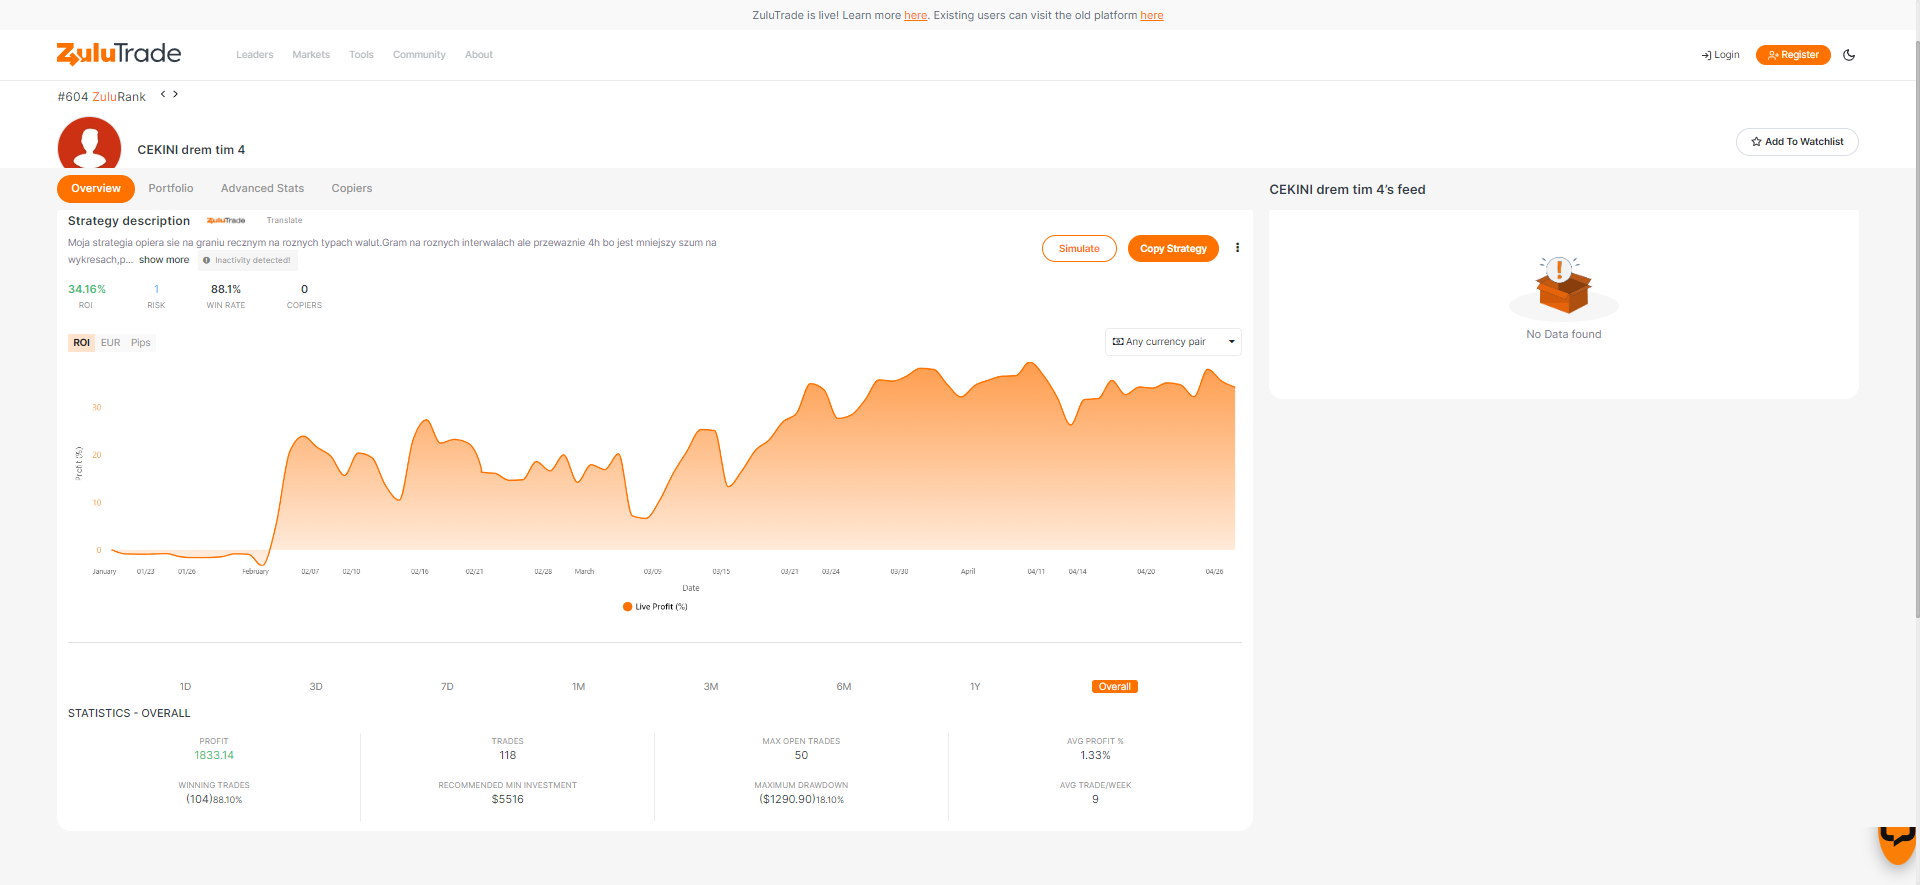 ZuluTrade is live! Learn more here. Existing users can visit the old platform here
ZuluTrade
Leaders Markets Tools Community About
Login Register
#604 ZuluRank
CEKINI drem tim 4
Add To Watchlist
Overview Portfolio Advanced Stats Copiers
CEKINI drem tim 4's feed
Strategy description ZuluTrade Translate
Moja strategia opiera sie na graniu recznym na roznych typach walut.Gram na roznych interwalach ale przewaznie 4h bo jest mniejszy szum na
wykresach,p... show more Inactivity detected!
Simulate Copy Strategy
34.16% 1 88.1% 0
ROI RISK WIN RATE COPIERS
No Data found
ROI EUR Pips
Any currency pair
30
20
10
0
Profit (%)
January 01/23 01/26 February 02/07 02/10 02/16 02/21 02/28 March 03/09 03/15 03/21 03/24 03/30 April 04/11 04/14 04/20 04/26
Date
Live Profit (%)
1D 3D 7D 1M 3M 6M 1Y Overall
STATISTICS - OVERALL
PROFIT TRADES MAX OPEN TRADES AVG PROFIT %
1833.14 118 50 1.33%
WINNING TRADES RECOMMENDED MIN INVESTMENT MAXIMUM DRAWDOWN AVG TRADE/WEEK
(104)88.10% $5516 ($1290.90)18.10% 9